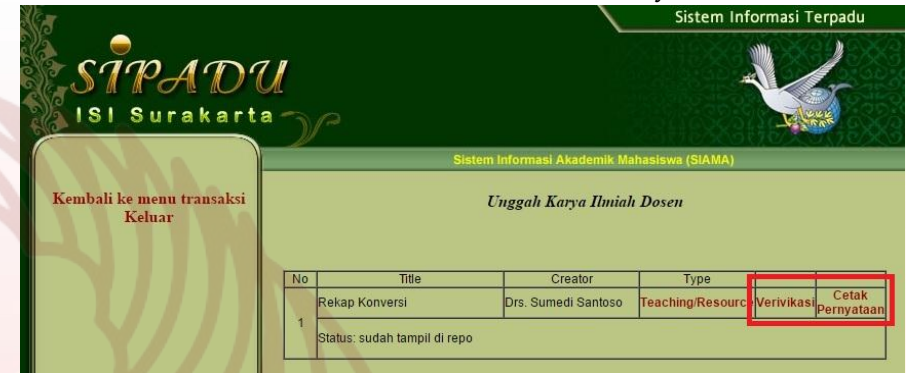 Sistem Informasi Terpadu
SIPADU
ISI Surakarta
Sistem Informasi Akademik Mahasiswa (SIAMA)
Kembali ke menu transaksi
Keluar
Unggah Karya Ilmiah Dosen
No Title Creator Type
1 Rekap Konversi Drs. Sumedi Santoso Teaching/Resource Verivikasi Cetak Pernyataan
Status: sudah tampil di repo